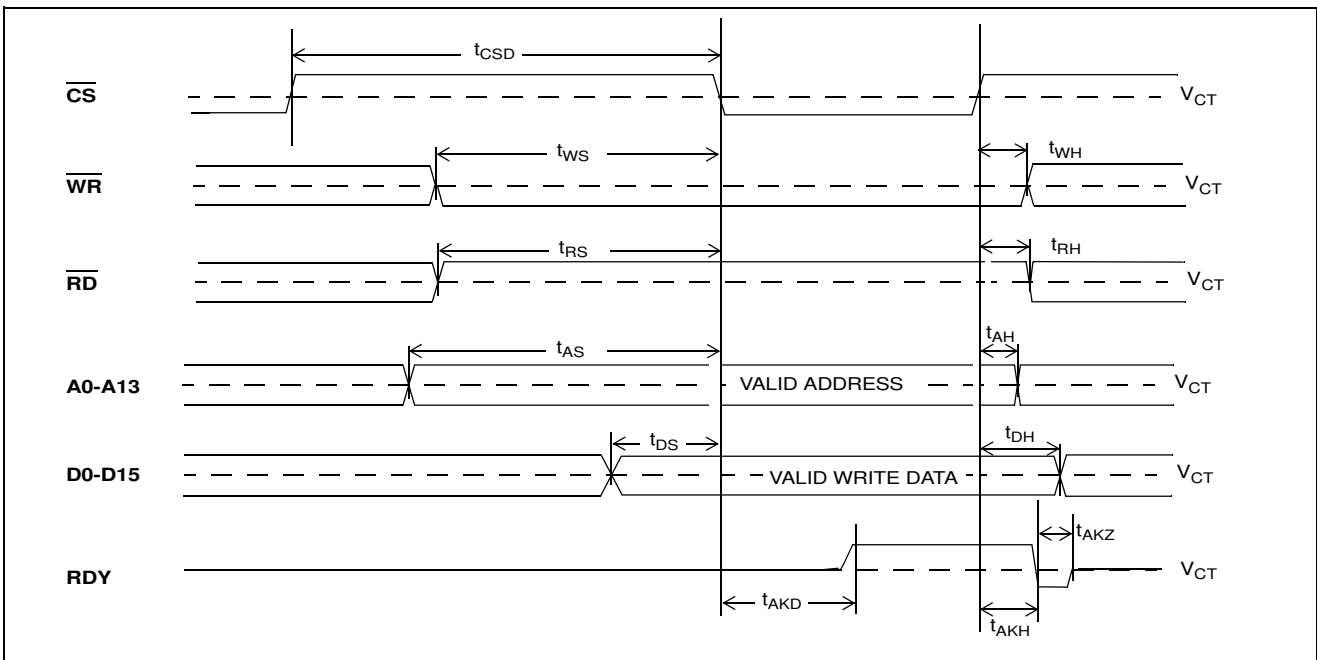 tCSD
CS VCT
tWS tWH
WR VCT
tRS tRH
RD VCT
tAS tAH
A0-A13 VALID ADDRESS VCT
tDS tDH
D0-D15 VALID WRITE DATA VCT
tAKZ
RDY VCT
tAKD tAKH